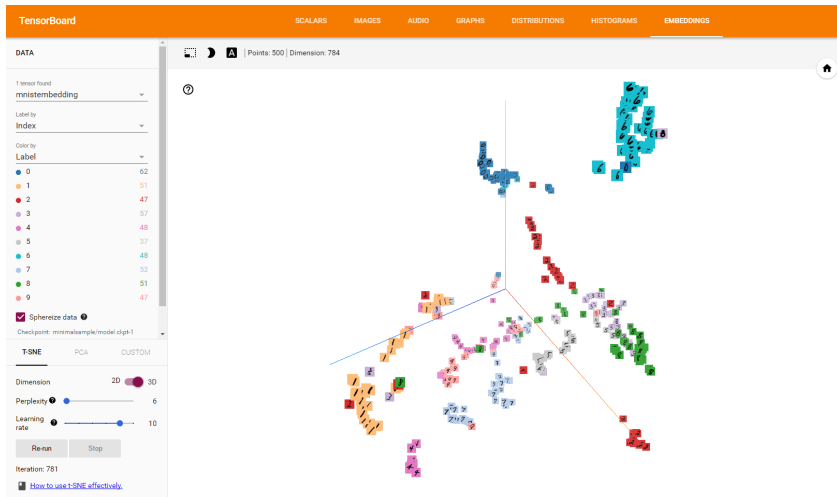 TensorBoard
SCALARS IMAGES AUDIO GRAPHS DISTRIBUTIONS HISTOGRAMS EMBEDDINGS
DATA
Points: 500 | Dimension: 784
1 tensor found
mnistembedding
Label by
Index
Color by
Label
0 62
1 51
2 47
3 57
4 48
5 37
6 48
7 52
8 51
9 47
Sphereize data
Checkpoint: minimalsample/model.ckpt-1
T-SNE PCA CUSTOM
Dimension 2D 3D
Perplexity 6
Learning rate 10
Re-run Stop
Iteration: 781
How to use t-SNE effectively.